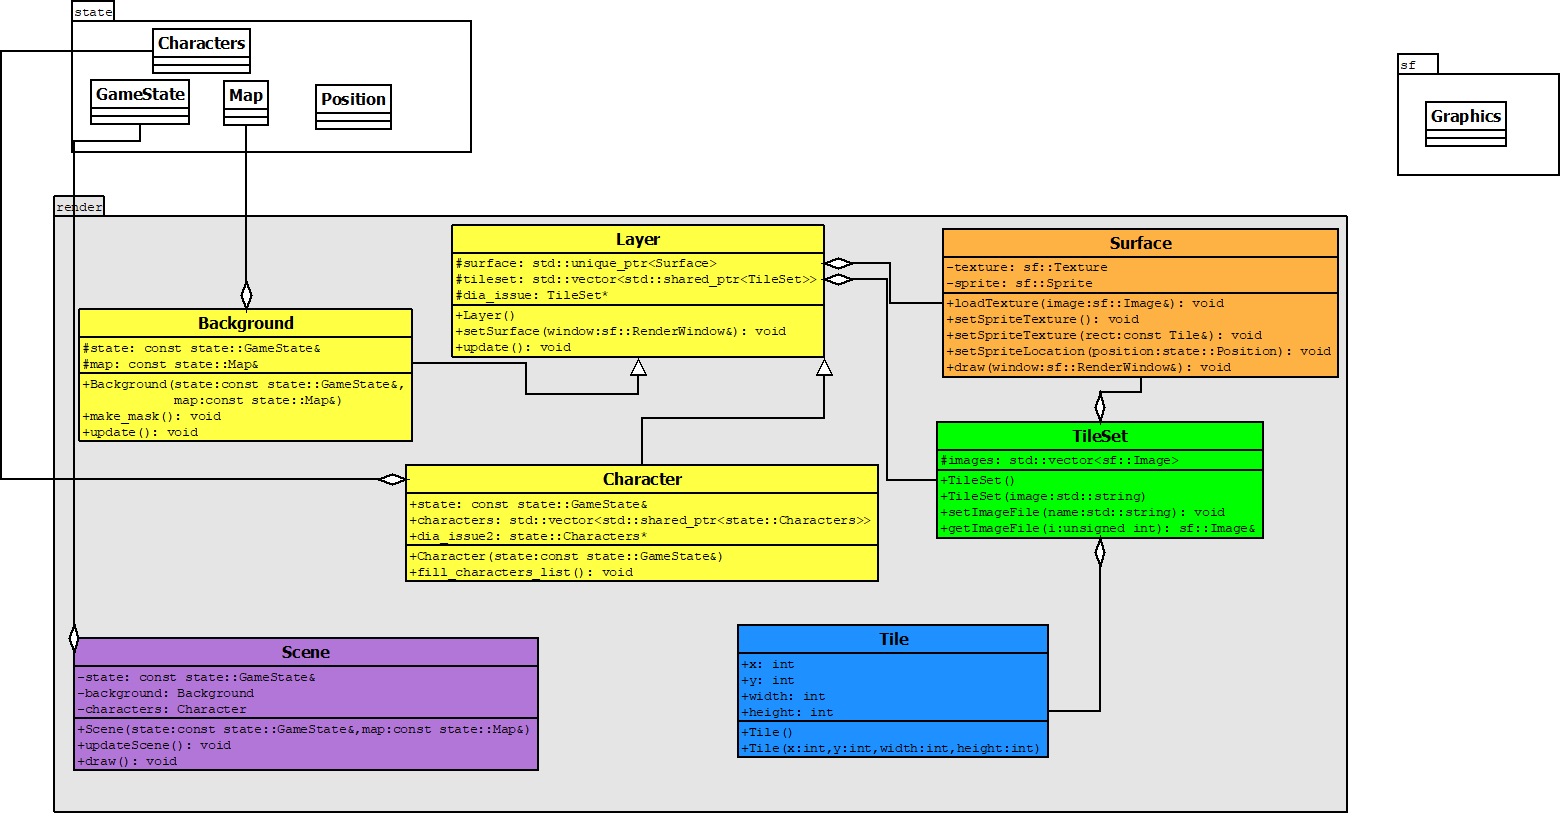 state
Characters
GameState
Map
Position
sf
Graphics
render
Layer
#surface: std::unique_ptr<Surface>
#tileset: std::vector<std::shared_ptr<TileSet>>
#dia_issue: TileSet*
+Layer()
+setSurface(window:sf::RenderWindow&): void
+update(): void
Surface
-texture: sf::Texture
-sprite: sf::Sprite
+loadTexture(image:sf::Image&): void
+setSpriteTexture(): void
+setSpriteTexture(rect:const Tile&): void
+setSpriteLocation(position:state::Position): void
+draw(window:sf::RenderWindow&): void
Background
#state: const state::GameState&
#map: const state::Map&
+Background(state:const state::GameState&,
map:const state::Map&)
+make_mask(): void
+update(): void
TileSet
#images: std::vector<sf::Image>
+TileSet()
+TileSet(image:std::string)
+setImageFile(name:std::string): void
+getImageFile(i:unsigned int): sf::Image&
Character
+state: const state::GameState&
+characters: std::vector<std::shared_ptr<state::Characters>>
+dia_issue2: state::Characters*
+Character(state:const state::GameState&)
+fill_characters_list(): void
Scene
-state: const state::GameState&
-background: Background
-characters: Character
+Scene(state:const state::GameState&,map:const state::Map&)
+updateScene(): void
+draw(): void
Tile
+x: int
+y: int
+width: int
+height: int
+Tile()
+Tile(x:int,y:int,width:int,height:int)